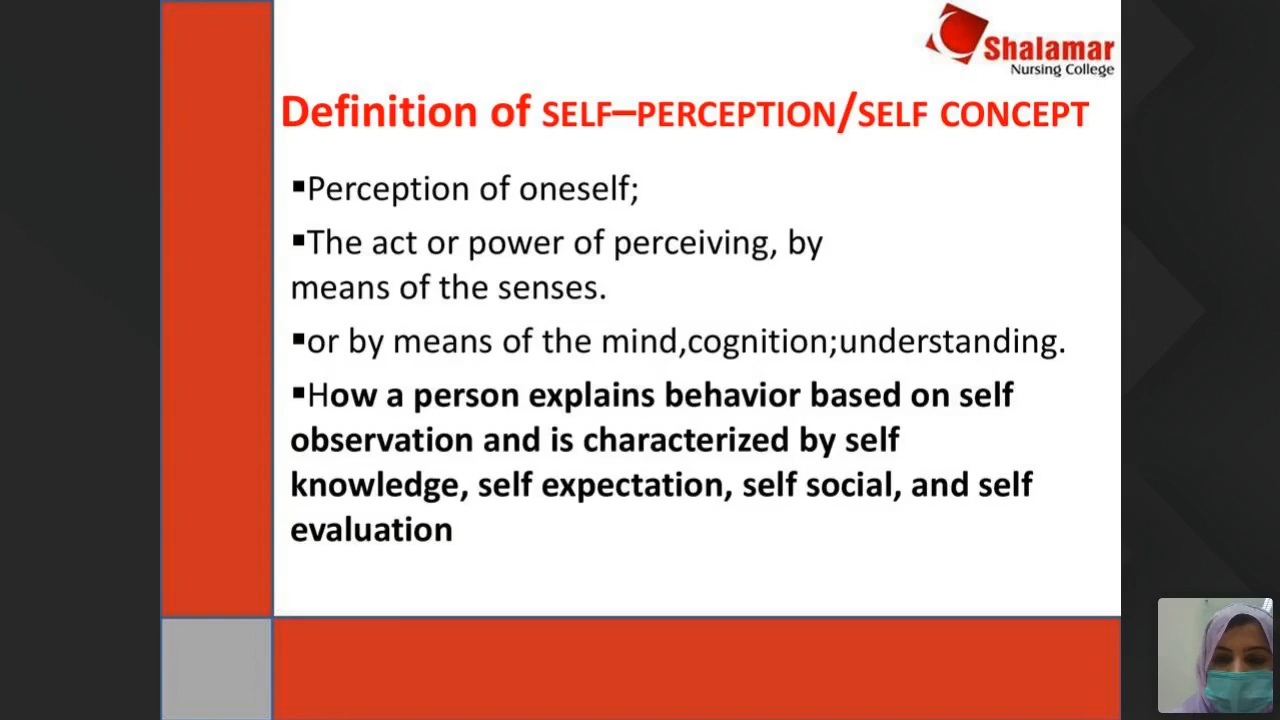 Shalamar
Nursing College
Definition of SELF–PERCEPTION/SELF CONCEPT
▪Perception of oneself;
▪The act or power of perceiving, by
means of the senses.
▪or by means of the mind,cognition;understanding.
▪How a person explains behavior based on self
observation and is characterized by self
knowledge, self expectation, self social, and self
evaluation